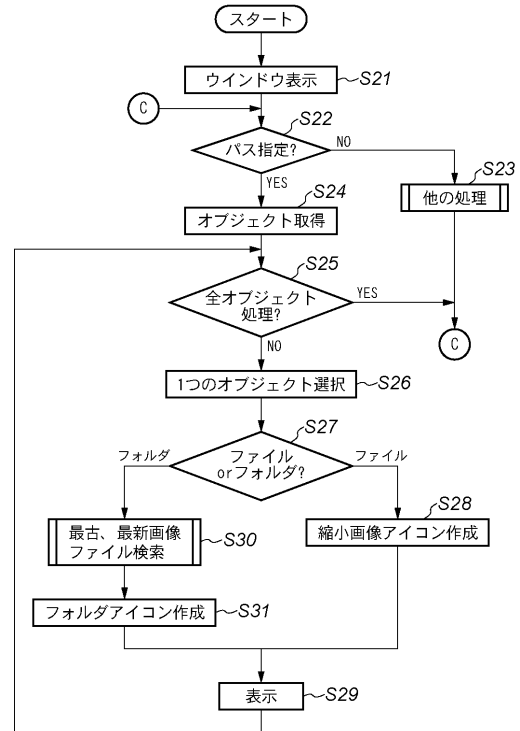 スタート
ウインドウ表示
S21
C
S22
パス指定?
NO
YES
S23
他の処理
S24
オブジェクト取得
S25
全オブジェクト
処理?
YES
NO
C
1つのオブジェクト選択
S26
S27
ファイル
orフォルダ?
フォルダ
ファイル
S28
縮小画像アイコン作成
最古、最新画像
ファイル検索
S30
フォルダアイコン作成
S31
表示
S29